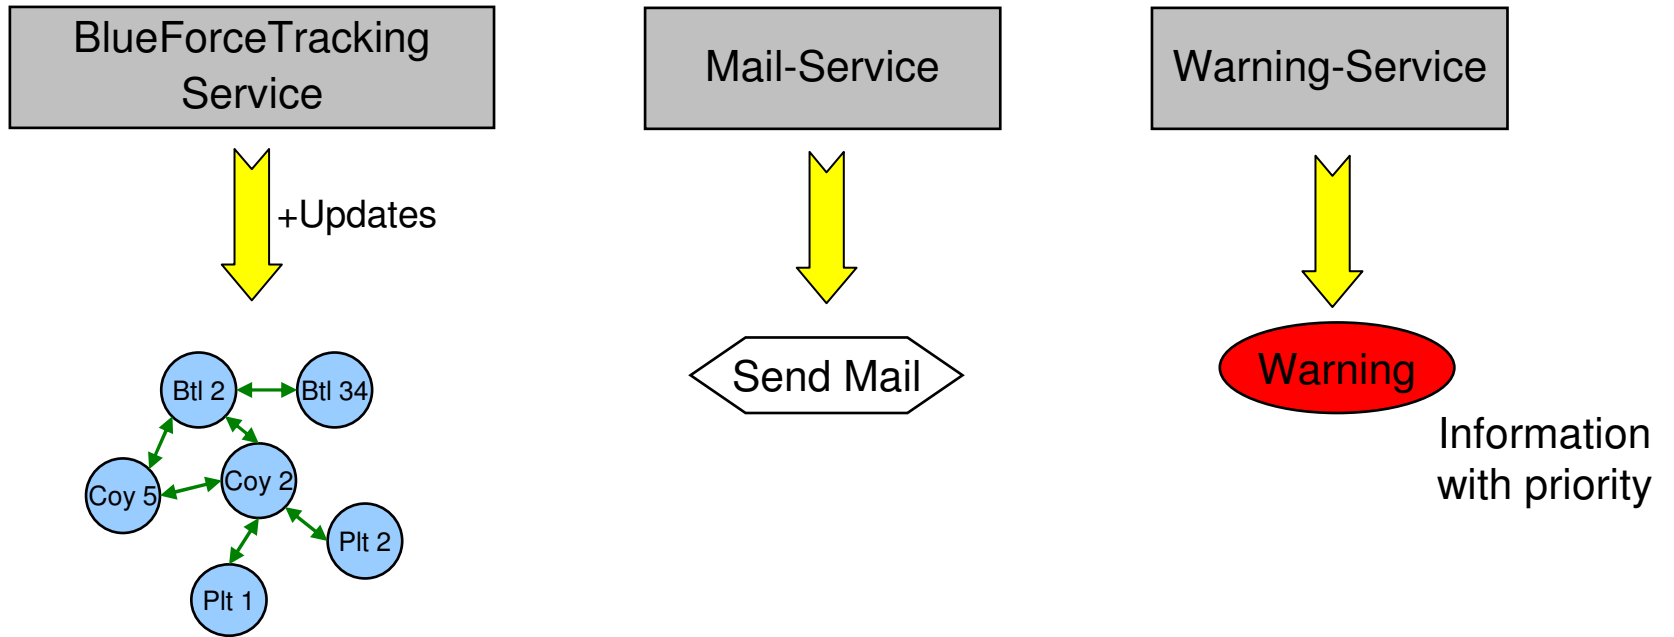 BlueForceTracking
Service
Mail-Service
Warning-Service
+Updates
Send Mail
Warning
Btl 2
Btl 34
Coy 5
Coy 2
Plt 2
Plt 1
Information
with priority